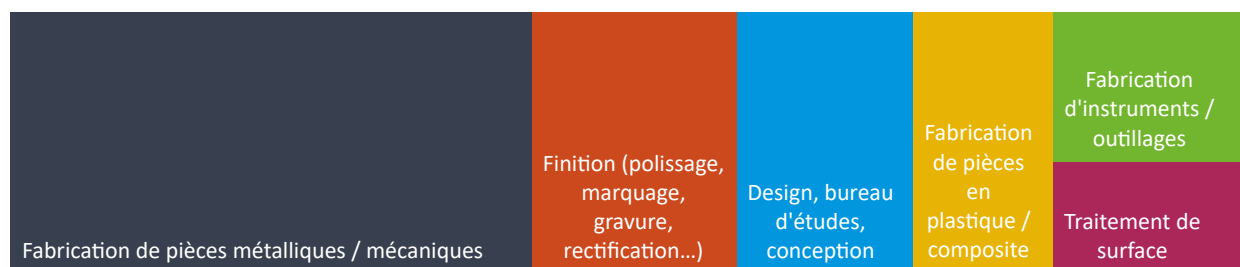 Fabrication de pièces métalliques / mécaniques
Finition (polissage,
marquage,
gravure,
rectification…)
Design, bureau
d'études,
conception
Fabrication
de pièces
en
plastique /
composite
Fabrication
d'instruments /
outillages
Traitement de
surface